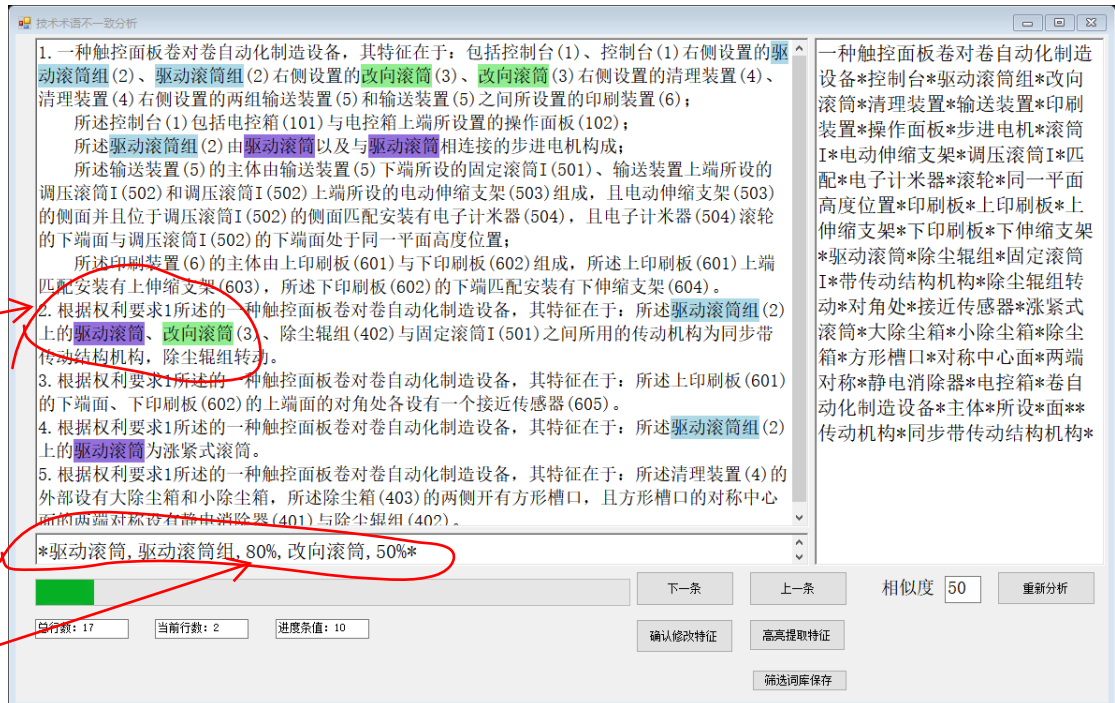 技术术语不一致分析
1. 一种触控面板卷对卷自动化制造设备，其特征在于：包括控制台(1)、控制台(1)右侧设置的驱
动滚筒组(2)、驱动滚筒组(2)右侧设置的改向滚筒(3)、改向滚筒(3)右侧设置的清理装置(4)、
清理装置(4)右侧设置的两组输送装置(5)和输送装置(5)之间所设置的印刷装置(6)；
所述控制台(1)包括电控箱(101)与电控箱上端所设置的操作面板(102)；
所述驱动滚筒组(2)由驱动滚筒以及与驱动滚筒相连接的步进电机构成；
所述输送装置(5)的主体由输送装置(5)下端所设的固定滚筒I(501)、输送装置上端所设的
调压滚筒I(502)和调压滚筒I(502)上端所设的电动伸缩支架(503)组成，且电动伸缩支架(503)
的侧面并且位于调压滚筒I(502)的侧面匹配安装有电子计米器(504)，且电子计米器(504)滚轮
的下端面与调压滚筒I(502)的下端面处于同一平面高度位置；
所述印刷装置(6)的主体由上印刷板(601)与下印刷板(602)组成，所述上印刷板(601)上端
匹配安装有上伸缩支架(603)，所述下印刷板(602)的下端匹配安装有下伸缩支架(604)。
2. 根据权利要求1所述的一种触控面板卷对卷自动化制造设备，其特征在于：所述驱动滚筒组(2)
上的驱动滚筒、改向滚筒(3)、除尘辊组(402)与固定滚筒I(501)之间所用的传动机构为同步带
传动结构机构，除尘辊组转动。
3. 根据权利要求1所述的一种触控面板卷对卷自动化制造设备，其特征在于：所述上印刷板(601)
的下端面、下印刷板(602)的上端面的对角处各设有一个接近传感器(605)。
4. 根据权利要求1所述的一种触控面板卷对卷自动化制造设备，其特征在于：所述驱动滚筒组(2)
上的驱动滚筒为涨紧式滚筒。
5. 根据权利要求1所述的一种触控面板卷对卷自动化制造设备，其特征在于：所述清理装置(4)的
外部设有大除尘箱和小除尘箱，所述除尘箱(403)的两侧开有方形槽口，且方形槽口的对称中心
面的两端对称设有静电消除器(401)与除尘辊组(402)。
*驱动滚筒,驱动滚筒组,80%,改向滚筒,50%*
一种触控面板卷对卷自动化制造
设备*控制台*驱动滚筒组*改向
滚筒*清理装置*输送装置*印刷
装置*操作面板*步进电机*滚筒
I*电动伸缩支架*调压滚筒I*匹
配*电子计米器*滚轮*同一平面
高度位置*印刷板*上印刷板*上
伸缩支架*下印刷板*下伸缩支架
*驱动滚筒*除尘辊组*固定滚筒
I*带传动结构机构*除尘辊组转
动*对角处*接近传感器*涨紧式
滚筒*大除尘箱*小除尘箱*除尘
箱*方形槽口*对称中心面*两端
对称*静电消除器*电控箱*卷自
动化制造设备*主体*所设*面**
传动机构*同步带传动结构机构*
下一条 上一条 相似度 50 重新分析
总行数: 17 当前行数: 2 进度条值: 10
确认修改特征 高亮提取特征
筛选词库保存